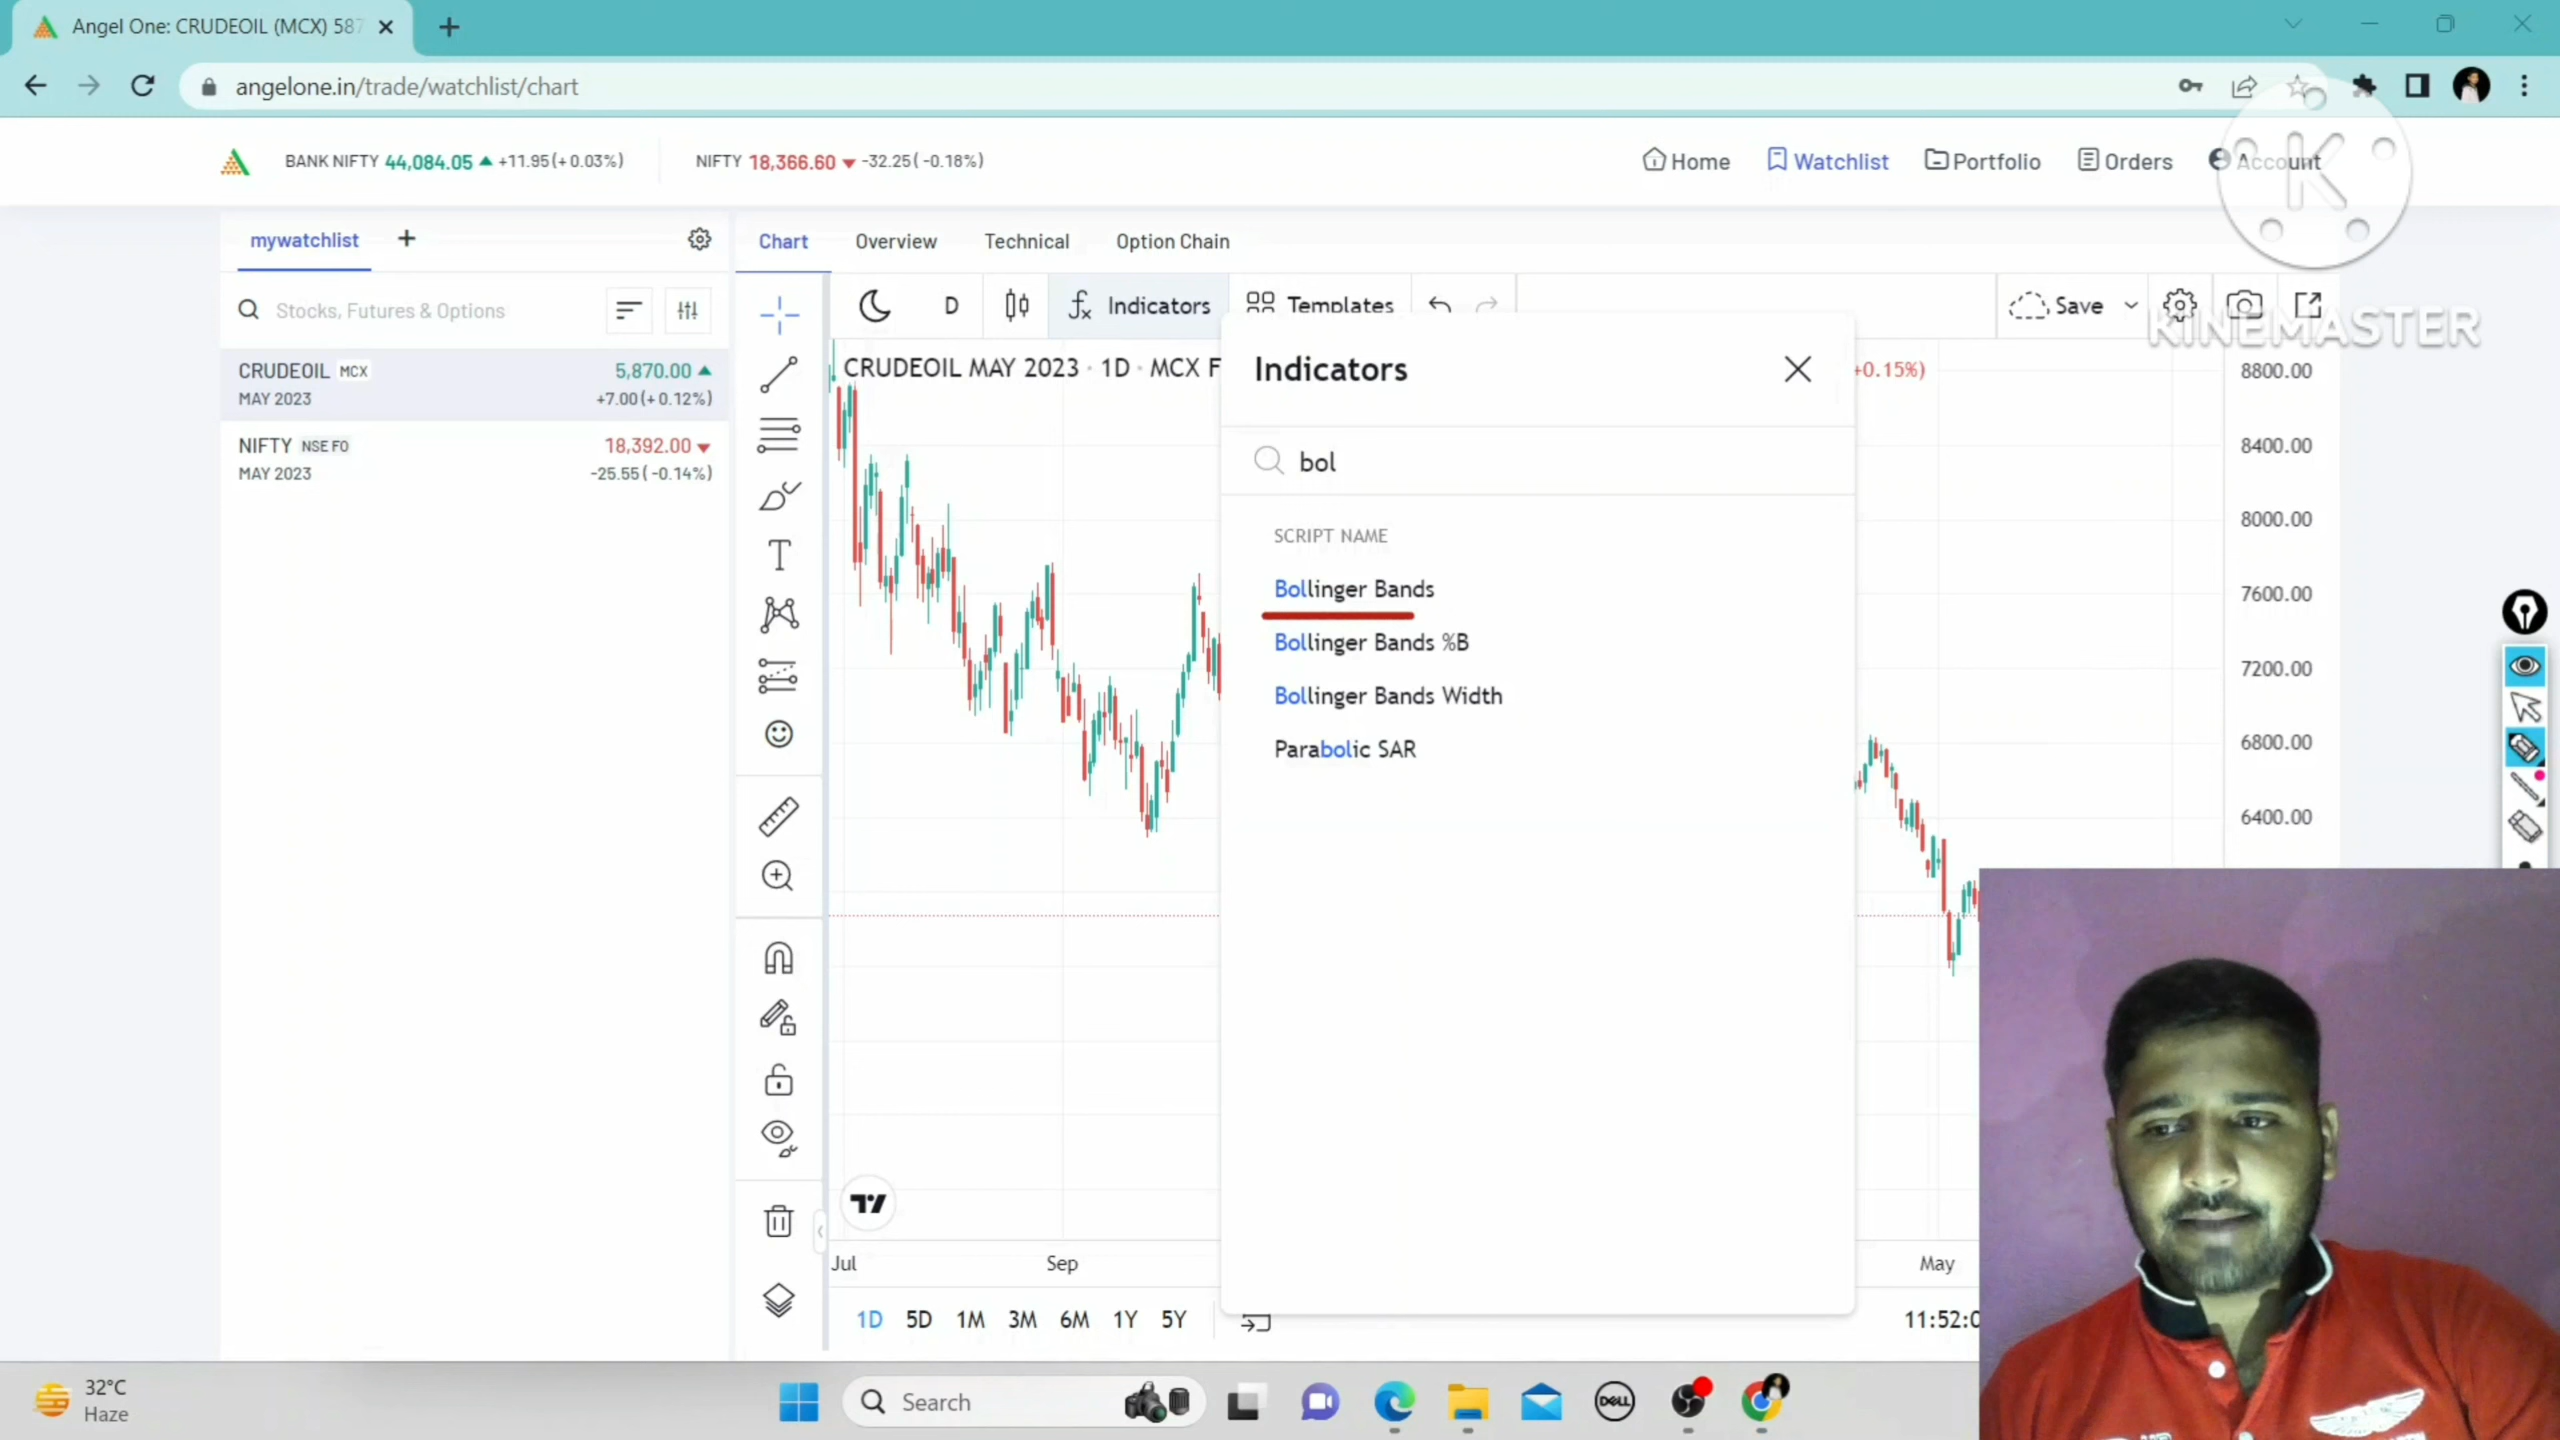 Angel One: CRUDEOIL (MCX) 587
angelone.in/trade/watchlist/chart
BANK NIFTY 44,084.05 +11.95(+0.03%) NIFTY 18,366.60 -32.25(-0.18%)
Home Watchlist Portfolio Orders Account
K
KINEMASTER
mywatchlist
Chart Overview Technical Option Chain
Stocks, Futures & Options
D Indicators Templates Save
CRUDEOIL MCX 5,870.00
MAY 2023 +7.00(+0.12%)
NIFTY NSE FO 18,392.00
MAY 2023 -25.55(-0.14%)
CRUDEOIL MAY 2023 · 1D · MCX F
+0.15%)
Indicators
bol
SCRIPT NAME
Bollinger Bands
Bollinger Bands %B
Bollinger Bands Width
Parabolic SAR
8800.00
8400.00
8000.00
7600.00
7200.00
6800.00
6400.00
T
Jul Sep May
1D 5D 1M 3M 6M 1Y 5Y
11:52:0
32°C
Haze
Search
DELL